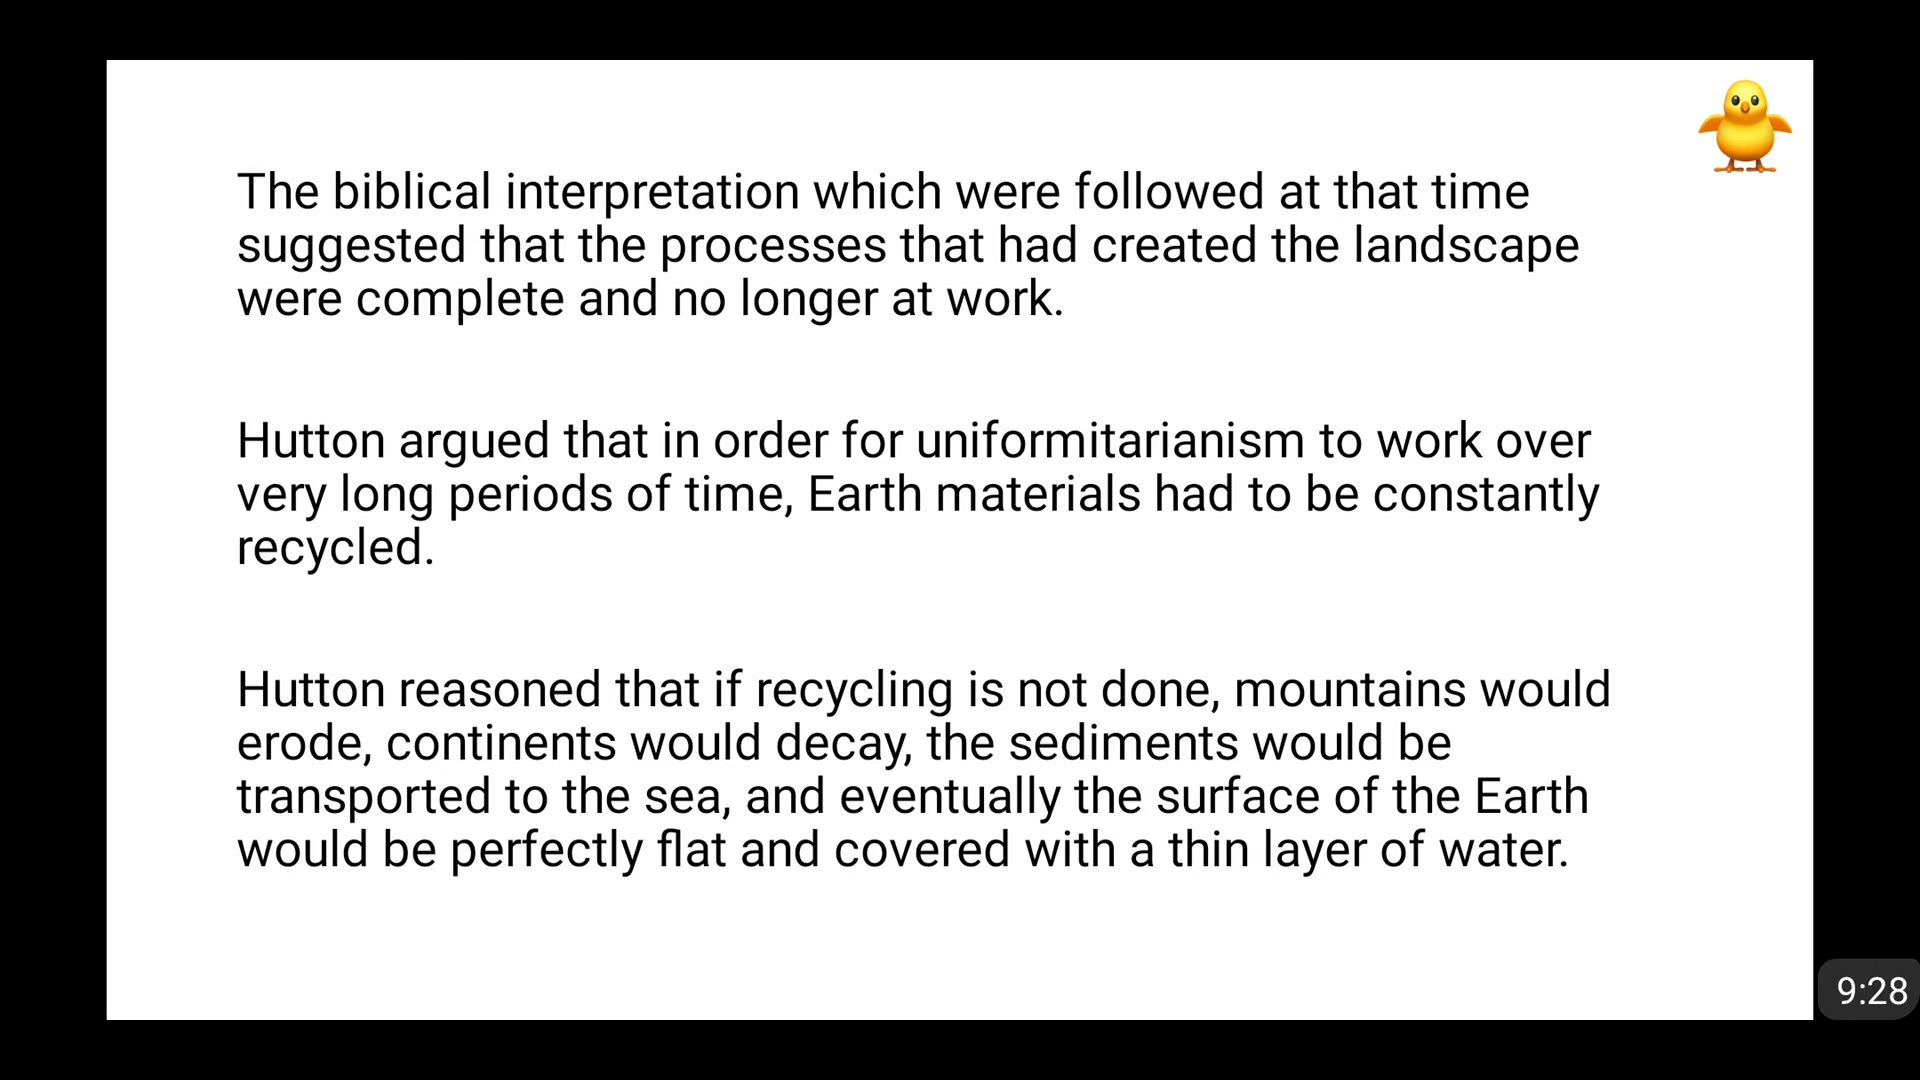 The biblical interpretation which were followed at that time
suggested that the processes that had created the landscape
were complete and no longer at work.
Hutton argued that in order for uniformitarianism to work over
very long periods of time, Earth materials had to be constantly
recycled.
Hutton reasoned that if recycling is not done, mountains would
erode, continents would decay, the sediments would be
transported to the sea, and eventually the surface of the Earth
would be perfectly flat and covered with a thin layer of water.
9:28